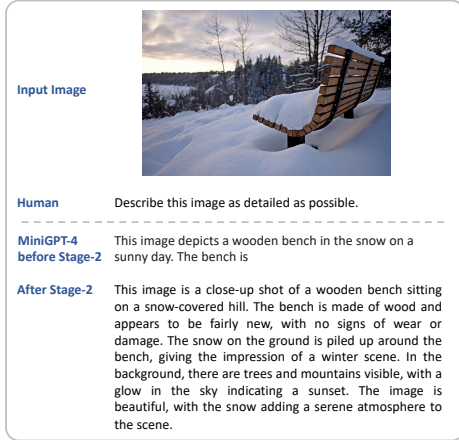 Input Image
Human Describe this image as detailed as possible.
MiniGPT-4 before Stage-2 This image depicts a wooden bench in the snow on a
sunny day. The bench is
After Stage-2 This image is a close-up shot of a wooden bench sitting
on a snow-covered hill. The bench is made of wood and
appears to be fairly new, with no signs of wear or
damage. The snow on the ground is piled up around the
bench, giving the impression of a winter scene. In the
background, there are trees and mountains visible, with a
glow in the sky indicating a sunset. The image is
beautiful, with the snow adding a serene atmosphere to
the scene.